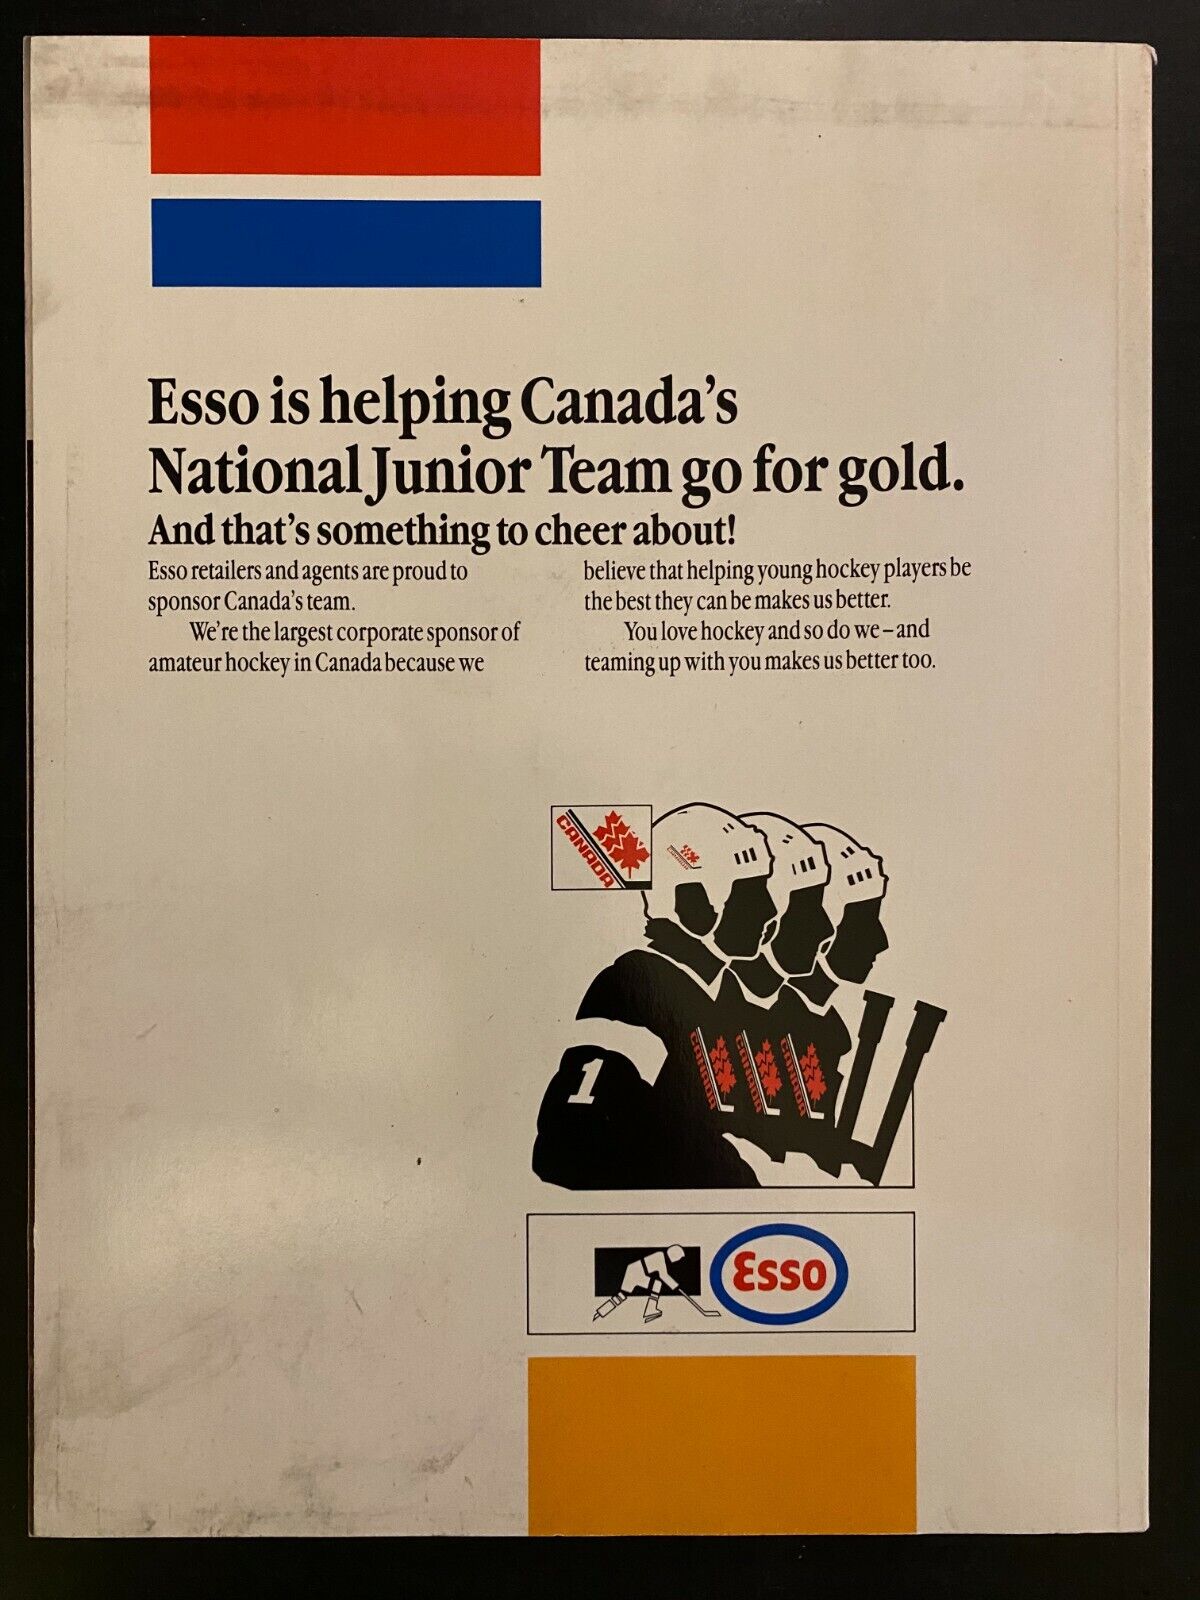 Esso is helping Canada's
National Junior Team go for gold.
And that's something to cheer about!
Esso retailers and agents are proud to
sponsor Canada's team.
We're the largest corporate sponsor of
amateur hockey in Canada because we
believe that helping young hockey players be
the best they can be makes us better.
You love hockey and so do we – and
teaming up with you makes us better too.
CANADA
CANADA
CANADA
CANADA
1
Esso